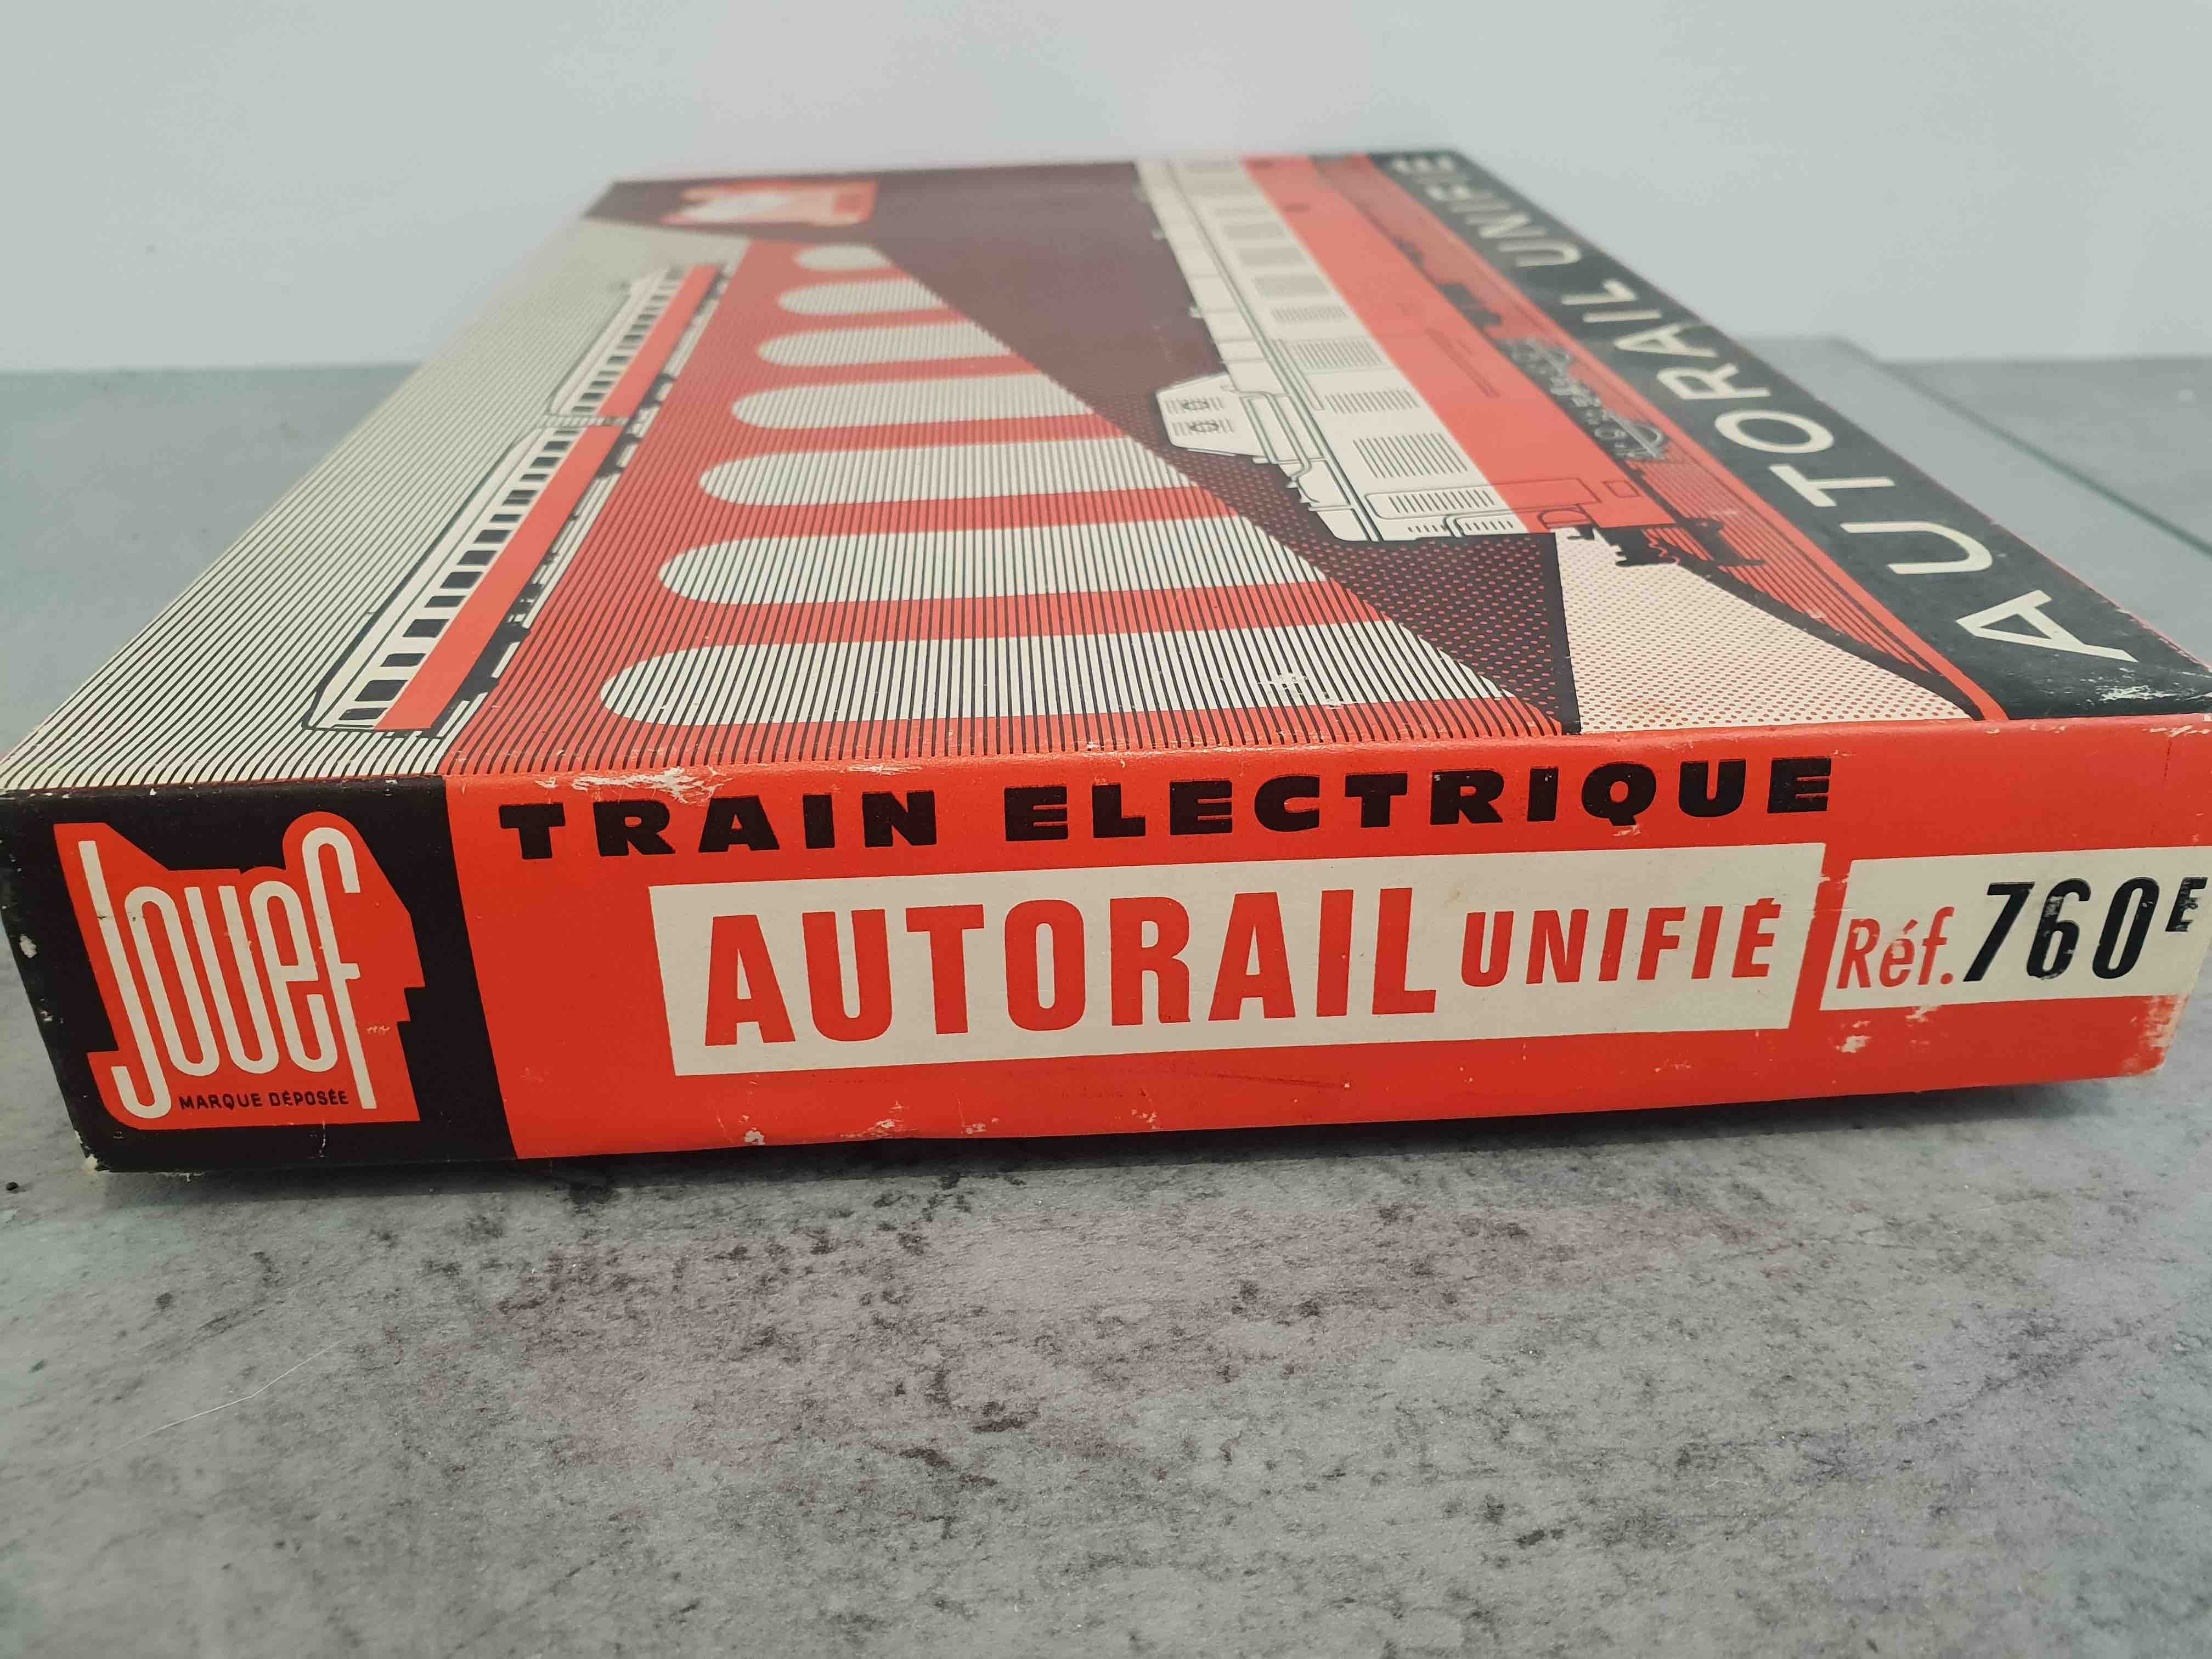 AUTORAIL UNIFIÉ
Jouef
MARQUE DÉPOSÉE
TRAIN ELECTRIQUE
AUTORAIL UNIFIÉ
Réf. 760E